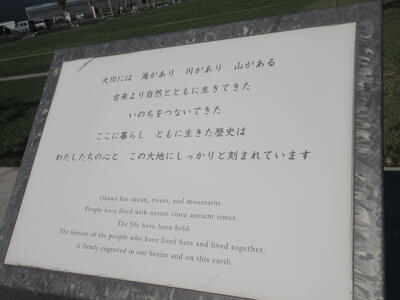 大川には　海があり　川があり　山がある
古来より自然とともに生きてきた
いのちをつないできた
ここに暮らし　ともに生きた歴史は
わたしたちの心と　この大地にしっかりと刻まれています
Okawa has ocean, rivers, and mountains.
People have lived with nature since ancient times.
The life have been held.
The history of the people who have lived here and lived together,
is firmly engraved in our hearts and on this earth.